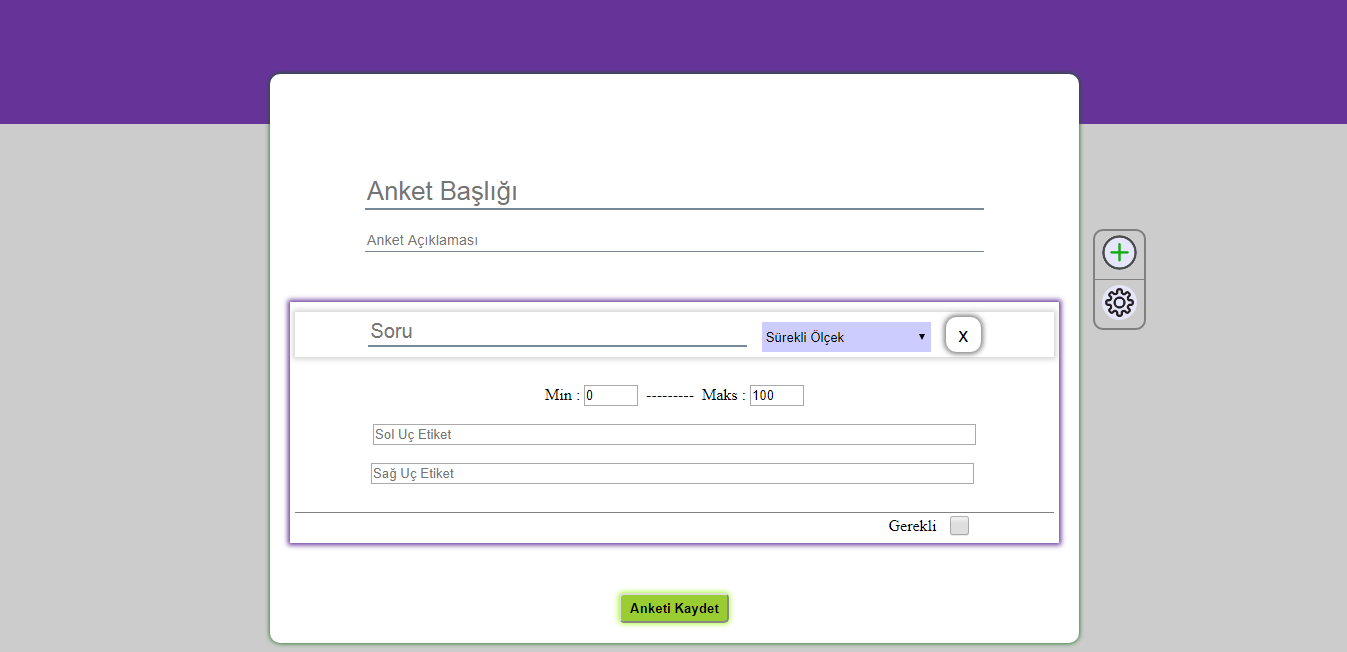 Anket Başlığı
Anket Açıklaması
Soru
Sürekli Ölçek
X
Min : 0 --------- Maks : 100
Sol Uç Etiket
Sağ Uç Etiket
Gerekli
Anketi Kaydet